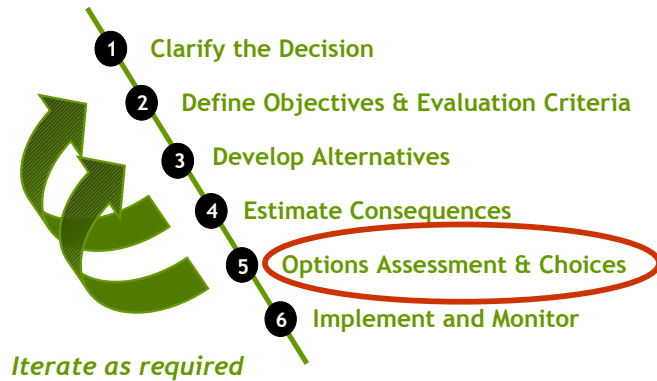 1 Clarify the Decision
2 Define Objectives & Evaluation Criteria
3 Develop Alternatives
4 Estimate Consequences
5 Options Assessment & Choices
6 Implement and Monitor
Iterate as required